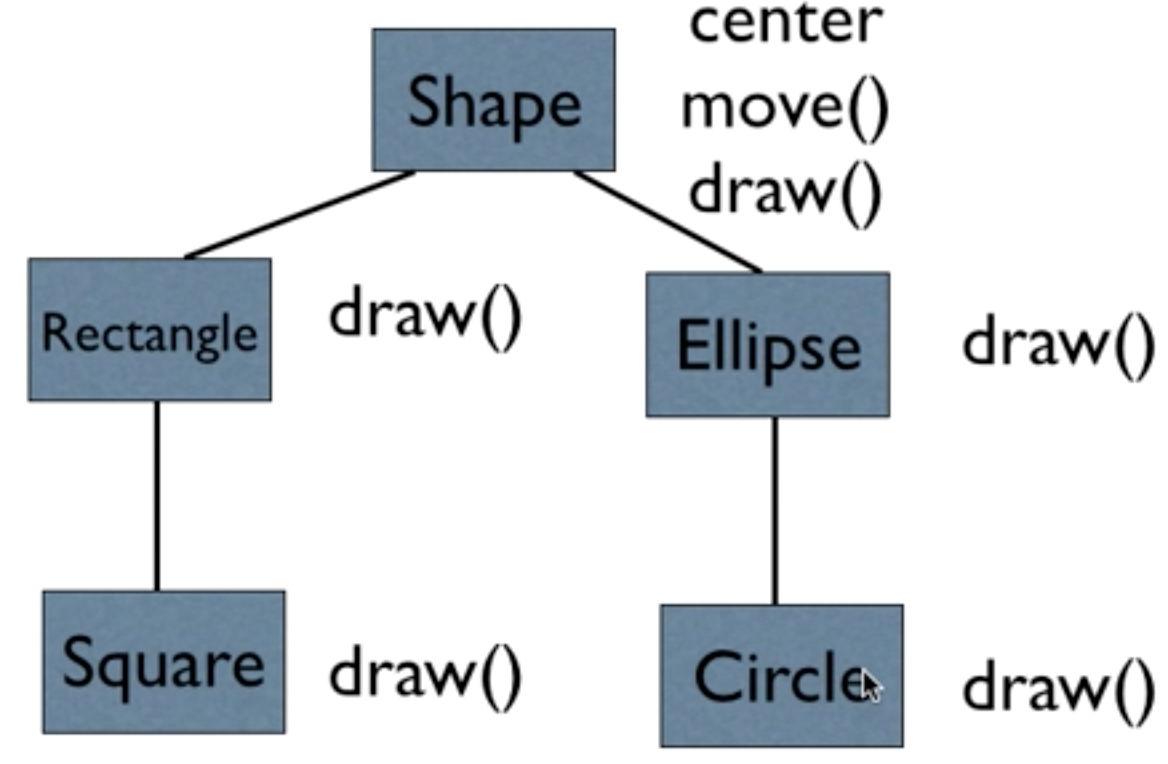 center
Shape
move()
draw()
Rectangle
draw()
Ellipse
draw()
Square
draw()
Circle
draw()